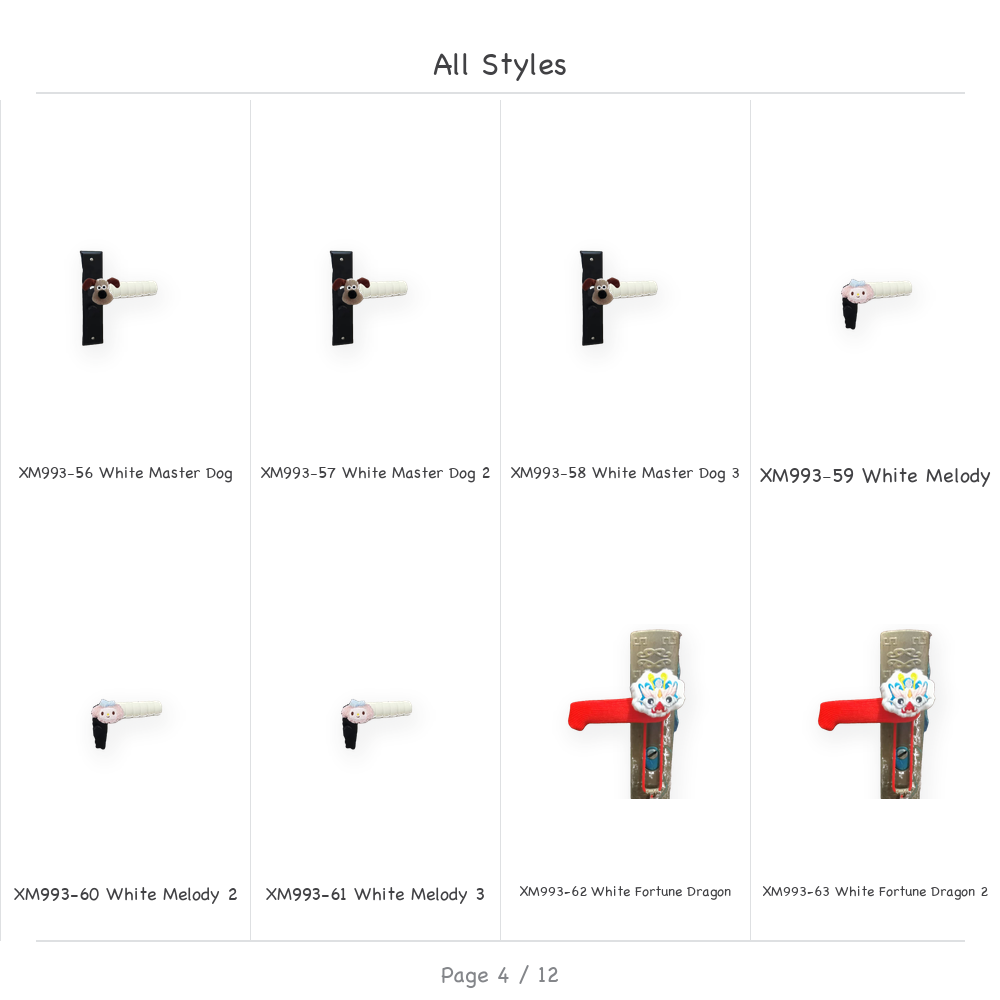 All Styles
XM993-56 White Master Dog
XM993-57 White Master Dog 2
XM993-58 White Master Dog 3
XM993-59 White Melody
XM993-60 White Melody 2
XM993-61 White Melody 3
XM993-62 White Fortune Dragon
XM993-63 White Fortune Dragon 2
Page 4 / 12